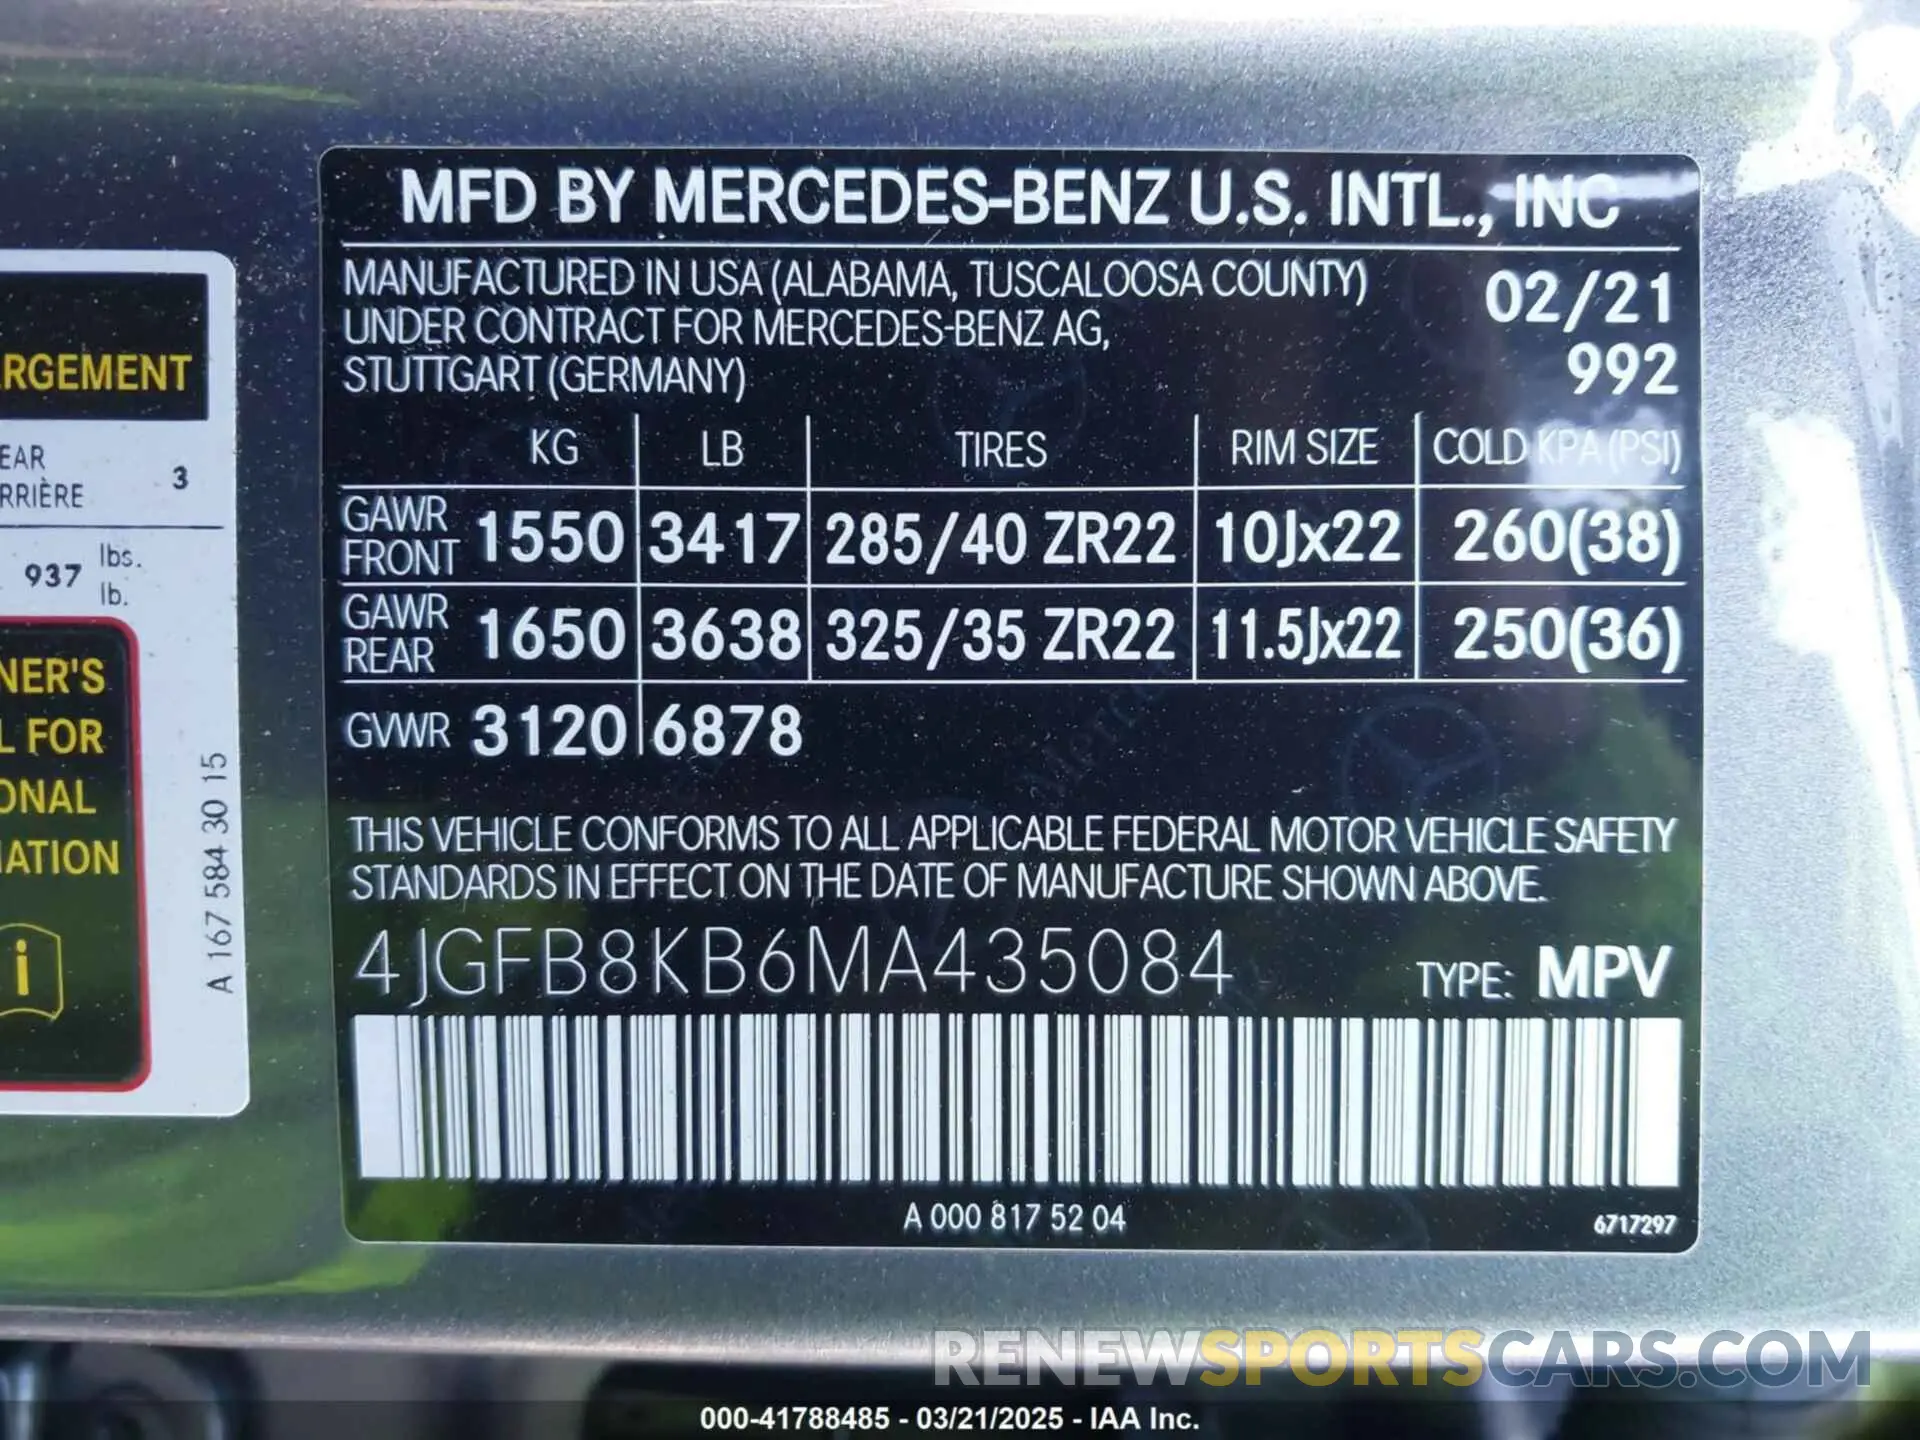 MFD BY MERCEDES-BENZ U.S. INTL., INC
MANUFACTURED IN USA (ALABAMA, TUSCALOOSA COUNTY)
UNDER CONTRACT FOR MERCEDES-BENZ AG,
STUTTGART (GERMANY)
02/21
992
KG LB TIRES RIM SIZE COLD KPA (PSI)
GAWR FRONT 1550 3417 285/40 ZR22 10Jx22 260(38)
GAWR REAR 1650 3638 325/35 ZR22 11.5Jx22 250(36)
GVWR 3120 6878
THIS VEHICLE CONFORMS TO ALL APPLICABLE FEDERAL MOTOR VEHICLE SAFETY
STANDARDS IN EFFECT ON THE DATE OF MANUFACTURE SHOWN ABOVE.
4JGFB8KB6MA435084 TYPE: MPV
A 000 817 52 04
6717297
RGEMENT
EAR
RRIÈRE 3
937 lbs.
lb.
NER'S
L FOR
ONAL
ATION
i
A 167 584 30 15
RENEWSPORTSCARS.COM
000-41788485 - 03/21/2025 - IAA Inc.